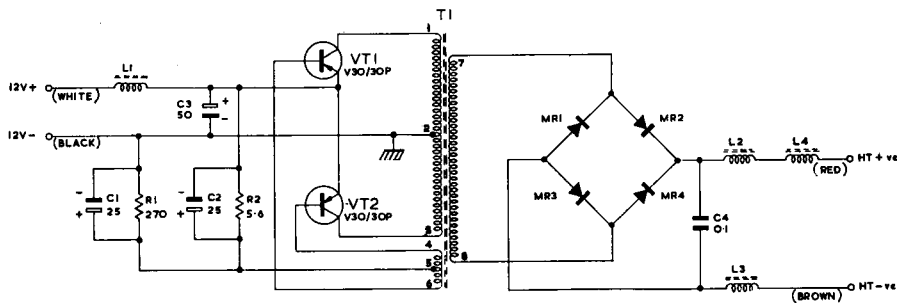 T1
1
VT1
V30/30P
7
L1
12V+
(WHITE)
C3
50
+
-
MR1
MR2
12V-
(BLACK)
2
L2
L4
HT+ve
(RED)
-
C1
25
+
R1
270
-
C2
25
+
R2
5·6
VT2
V30/30P
MR3
MR4
C4
0·1
3
4
5
6
8
L3
HT-ve
(BROWN)